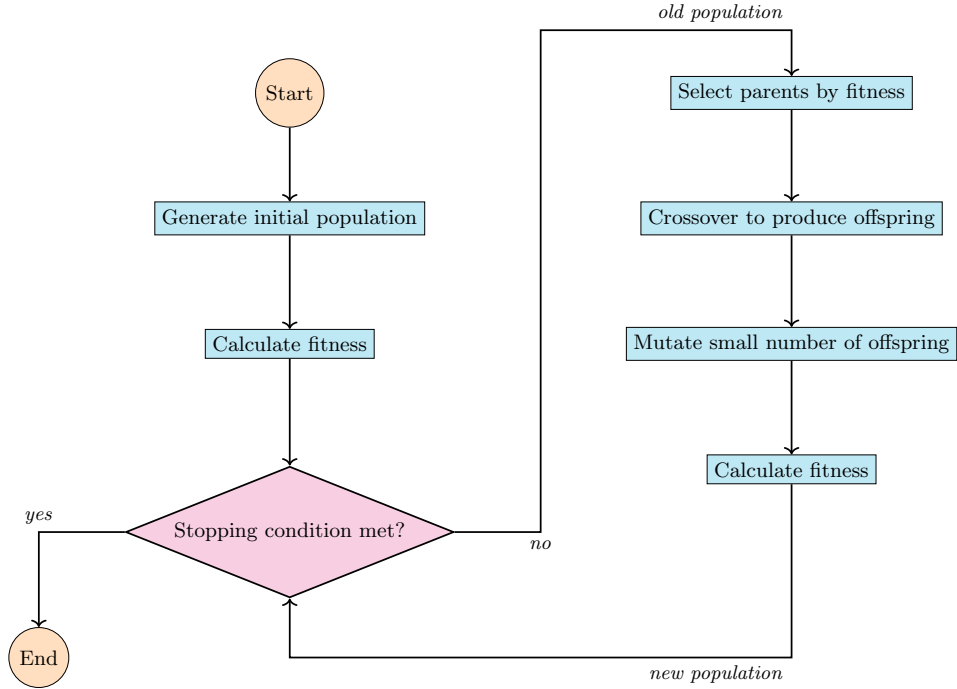 old population
Start
Select parents by fitness
Generate initial population
Crossover to produce offspring
Calculate fitness
Mutate small number of offspring
Calculate fitness
yes
Stopping condition met?
no
End
new population